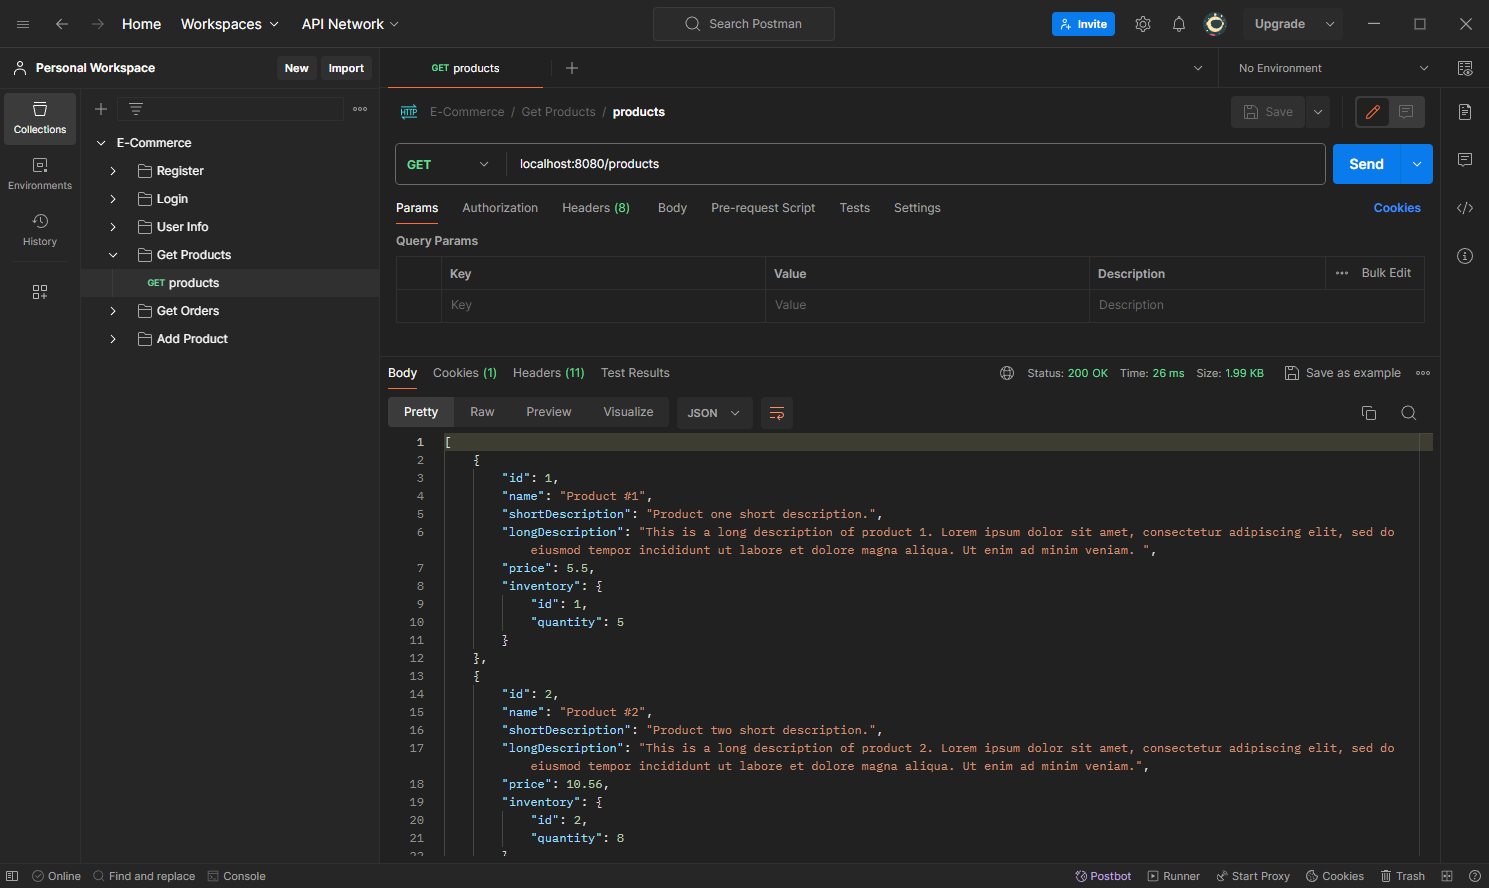 Home Workspaces API Network Search Postman Invite Upgrade
Personal Workspace New Import GET products No Environment
Collections
Environments
History
E-Commerce
Register
Login
User Info
Get Products
GET products
Get Orders
Add Product
HTTP E-Commerce / Get Products / products Save
GET localhost:8080/products Send
Params Authorization Headers (8) Body Pre-request Script Tests Settings Cookies
Query Params
Key Value Description Bulk Edit
Key Value Description
Body Cookies (1) Headers (11) Test Results Status: 200 OK Time: 26 ms Size: 1.99 KB Save as example
Pretty Raw Preview Visualize JSON
1 [
2 {
3 "id": 1,
4 "name": "Product #1",
5 "shortDescription": "Product one short description.",
6 "longDescription": "This is a long description of product 1. Lorem ipsum dolor sit amet, consectetur adipiscing elit, sed do
eiusmod tempor incididunt ut labore et dolore magna aliqua. Ut enim ad minim veniam. ",
7 "price": 5.5,
8 "inventory": {
9 "id": 1,
10 "quantity": 5
11 }
12 },
13 {
14 "id": 2,
15 "name": "Product #2",
16 "shortDescription": "Product two short description.",
17 "longDescription": "This is a long description of product 2. Lorem ipsum dolor sit amet, consectetur adipiscing elit, sed do
eiusmod tempor incididunt ut labore et dolore magna aliqua. Ut enim ad minim veniam.",
18 "price": 10.56,
19 "inventory": {
20 "id": 2,
21 "quantity": 8
22 }
Online Find and replace Console Postbot Runner Start Proxy Cookies Trash